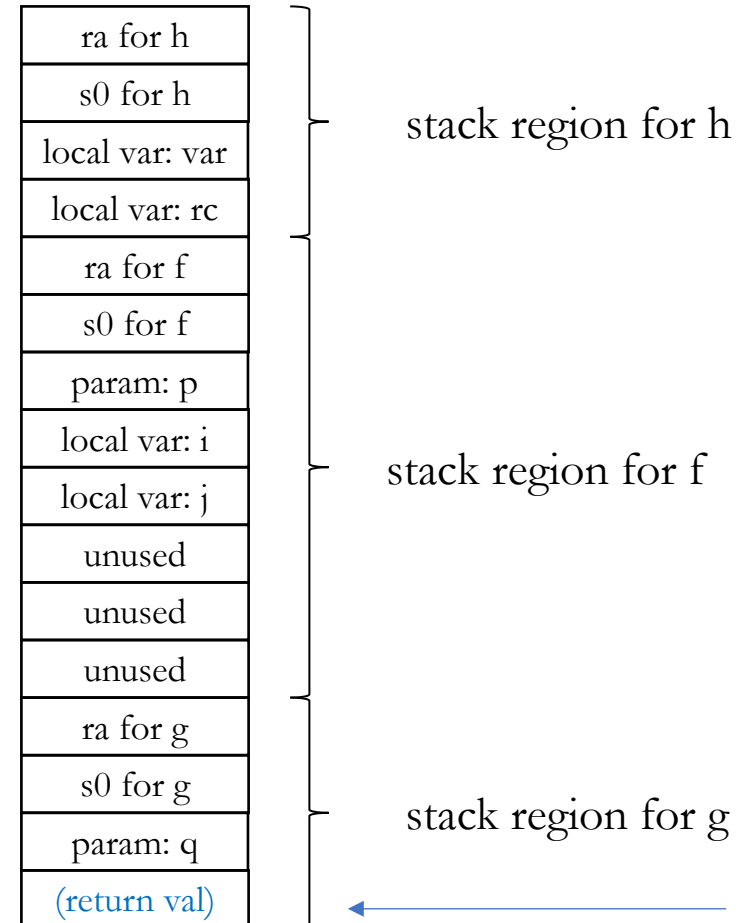 ra for h
s0 for h
local var: var
local var: rc
stack region for h
ra for f
s0 for f
param: p
local var: i
local var: j
unused
unused
unused
stack region for f
ra for g
s0 for g
param: q
(return val)
stack region for g